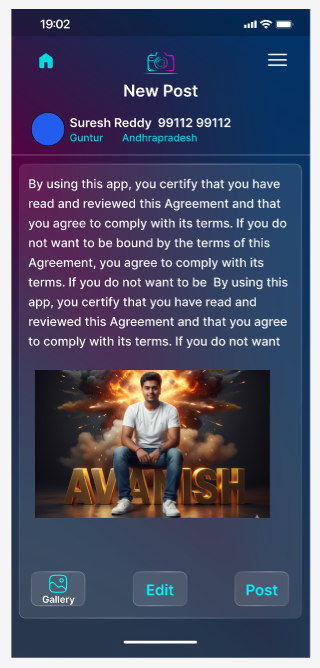 19:02
New Post
Suresh Reddy 99112 99112
Guntur Andhrapradesh
By using this app, you certify that you have
read and reviewed this Agreement and that
you agree to comply with its terms. If you do
not want to be bound by the terms of this
Agreement, you agree to comply with its
terms. If you do not want to be By using this
app, you certify that you have read and
reviewed this Agreement and that you agree
to comply with its terms. If you do not want
AVANISH
Gallery Edit Post